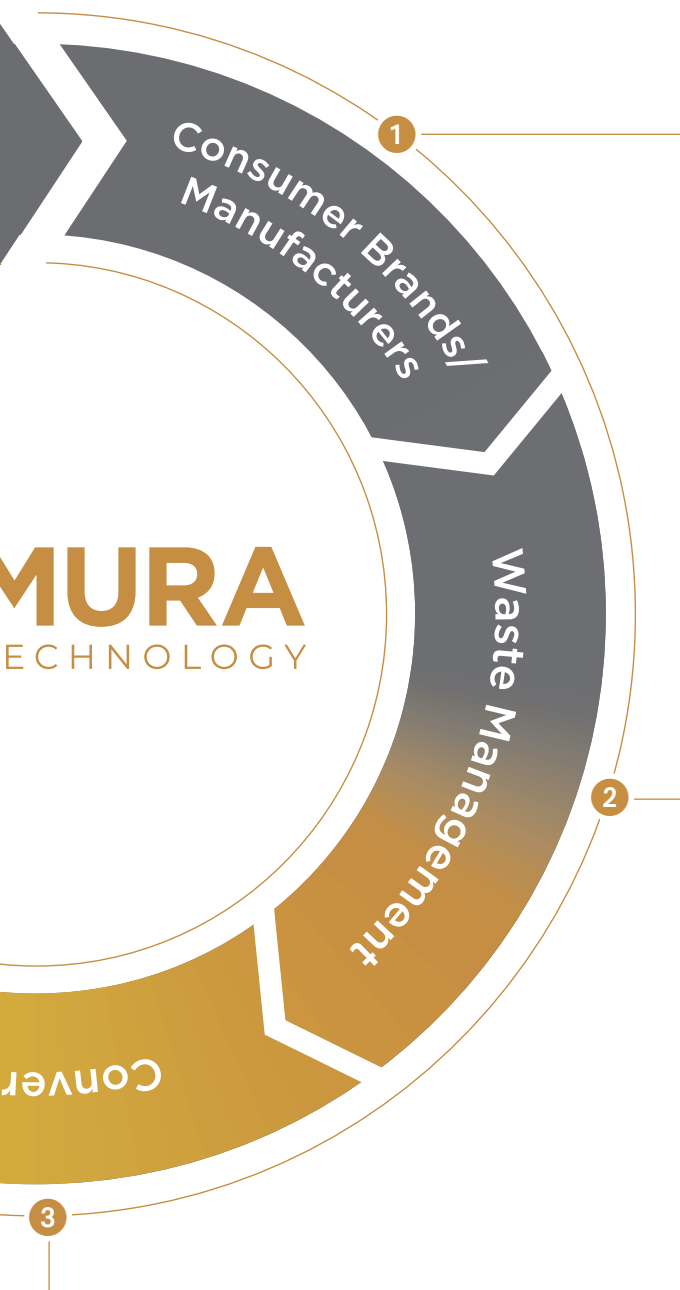 1
Consumer Brands/
Manufacturers
MURA
ECHNOLOGY
Waste Management
2
Conver
3